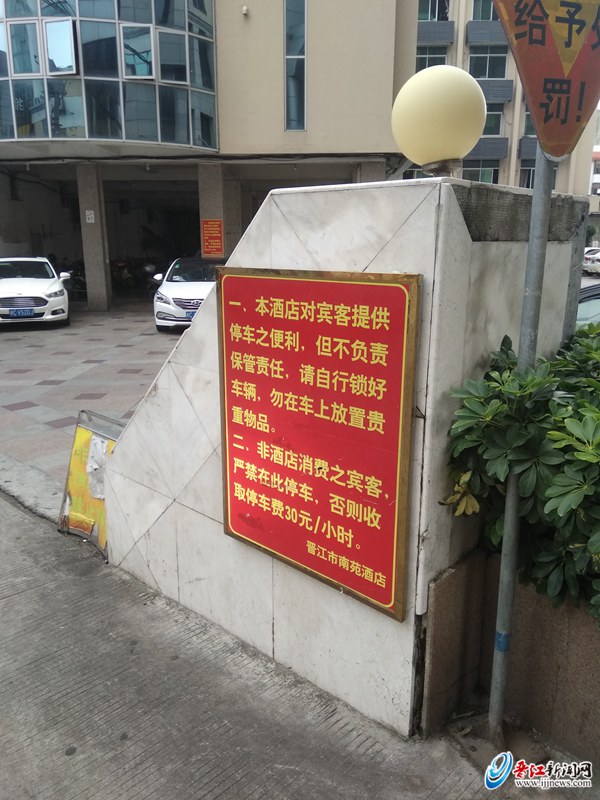 给予处
罚!
一、本酒店对宾客提供
停车之便利，但不负责
保管责任，请自行锁好
车辆，勿在车上放置贵
重物品。
二、非酒店消费之宾客，
严禁在此停车，否则收
取停车费30元/小时。
晋江市南苑酒店
晋江新闻网
www.ijjnews.com